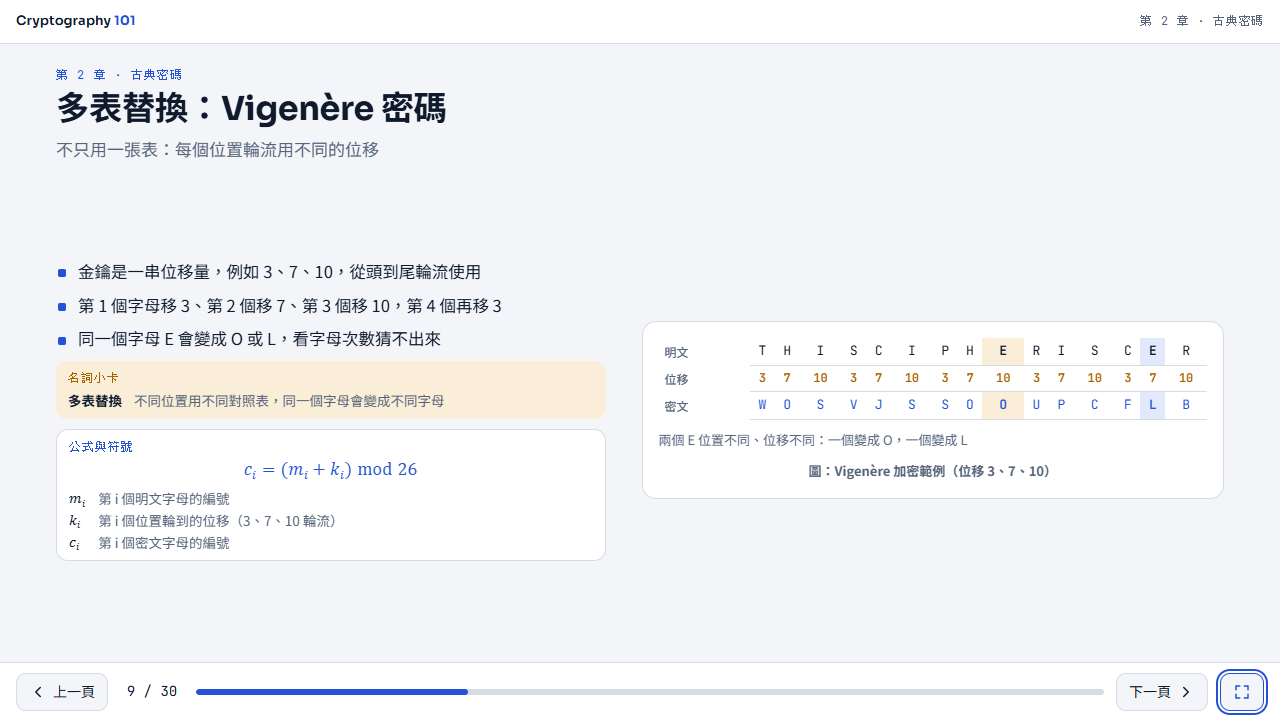 Cryptography 101
第 2 章 · 古典密碼
第 2 章 · 古典密碼
多表替換：Vigenère 密碼
不只用一張表：每個位置輪流用不同的位移
金鑰是一串位移量，例如 3、7、10，從頭到尾輪流使用
第 1 個字母移 3、第 2 個移 7、第 3 個移 10，第 4 個再移 3
同一個字母 E 會變成 O 或 L，看字母次數猜不出來
名詞小卡
多表替換 不同位置用不同對照表，同一個字母會變成不同字母
公式與符號
c_i = (m_i + k_i) mod 26
m_i 第 i 個明文字母的編號
k_i 第 i 個位置輪到的位移（3、7、10 輪流）
c_i 第 i 個密文字母的編號
明文 T H I S C I P H E R I S C E R
位移 3 7 10 3 7 10 3 7 10 3 7 10 3 7 10
密文 W O S V J S S O O U P C F L B
兩個 E 位置不同、位移不同：一個變成 O，一個變成 L
圖：Vigenère 加密範例（位移 3、7、10）
上一頁
9 / 30
下一頁